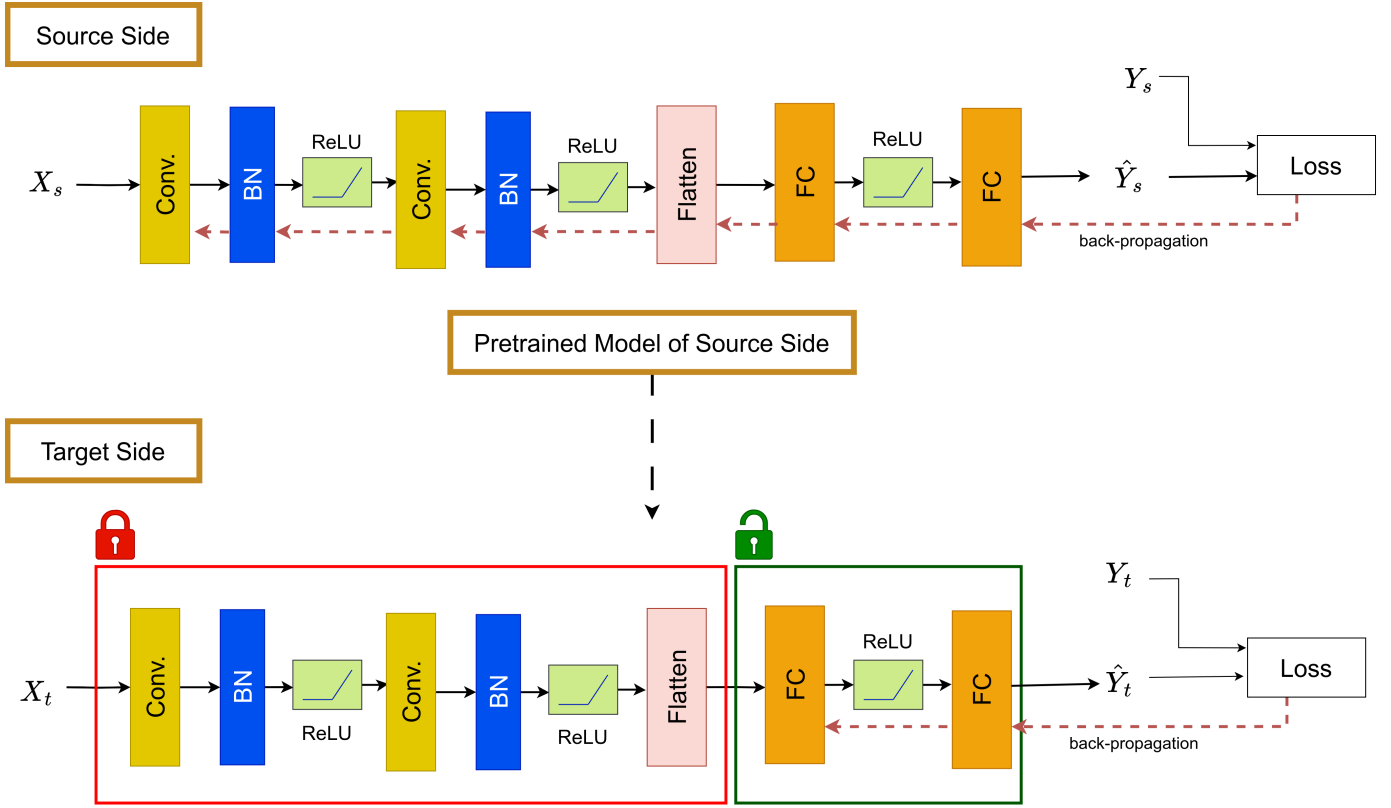 Source Side
Y_s
X_s
Conv.
BN
ReLU
Conv.
BN
ReLU
Flatten
FC
ReLU
FC
Ŷ_s
Loss
back-propagation
Pretrained Model of Source Side
Target Side
Y_t
X_t
Conv.
BN
ReLU
Conv.
BN
ReLU
Flatten
FC
ReLU
FC
Ŷ_t
Loss
back-propagation